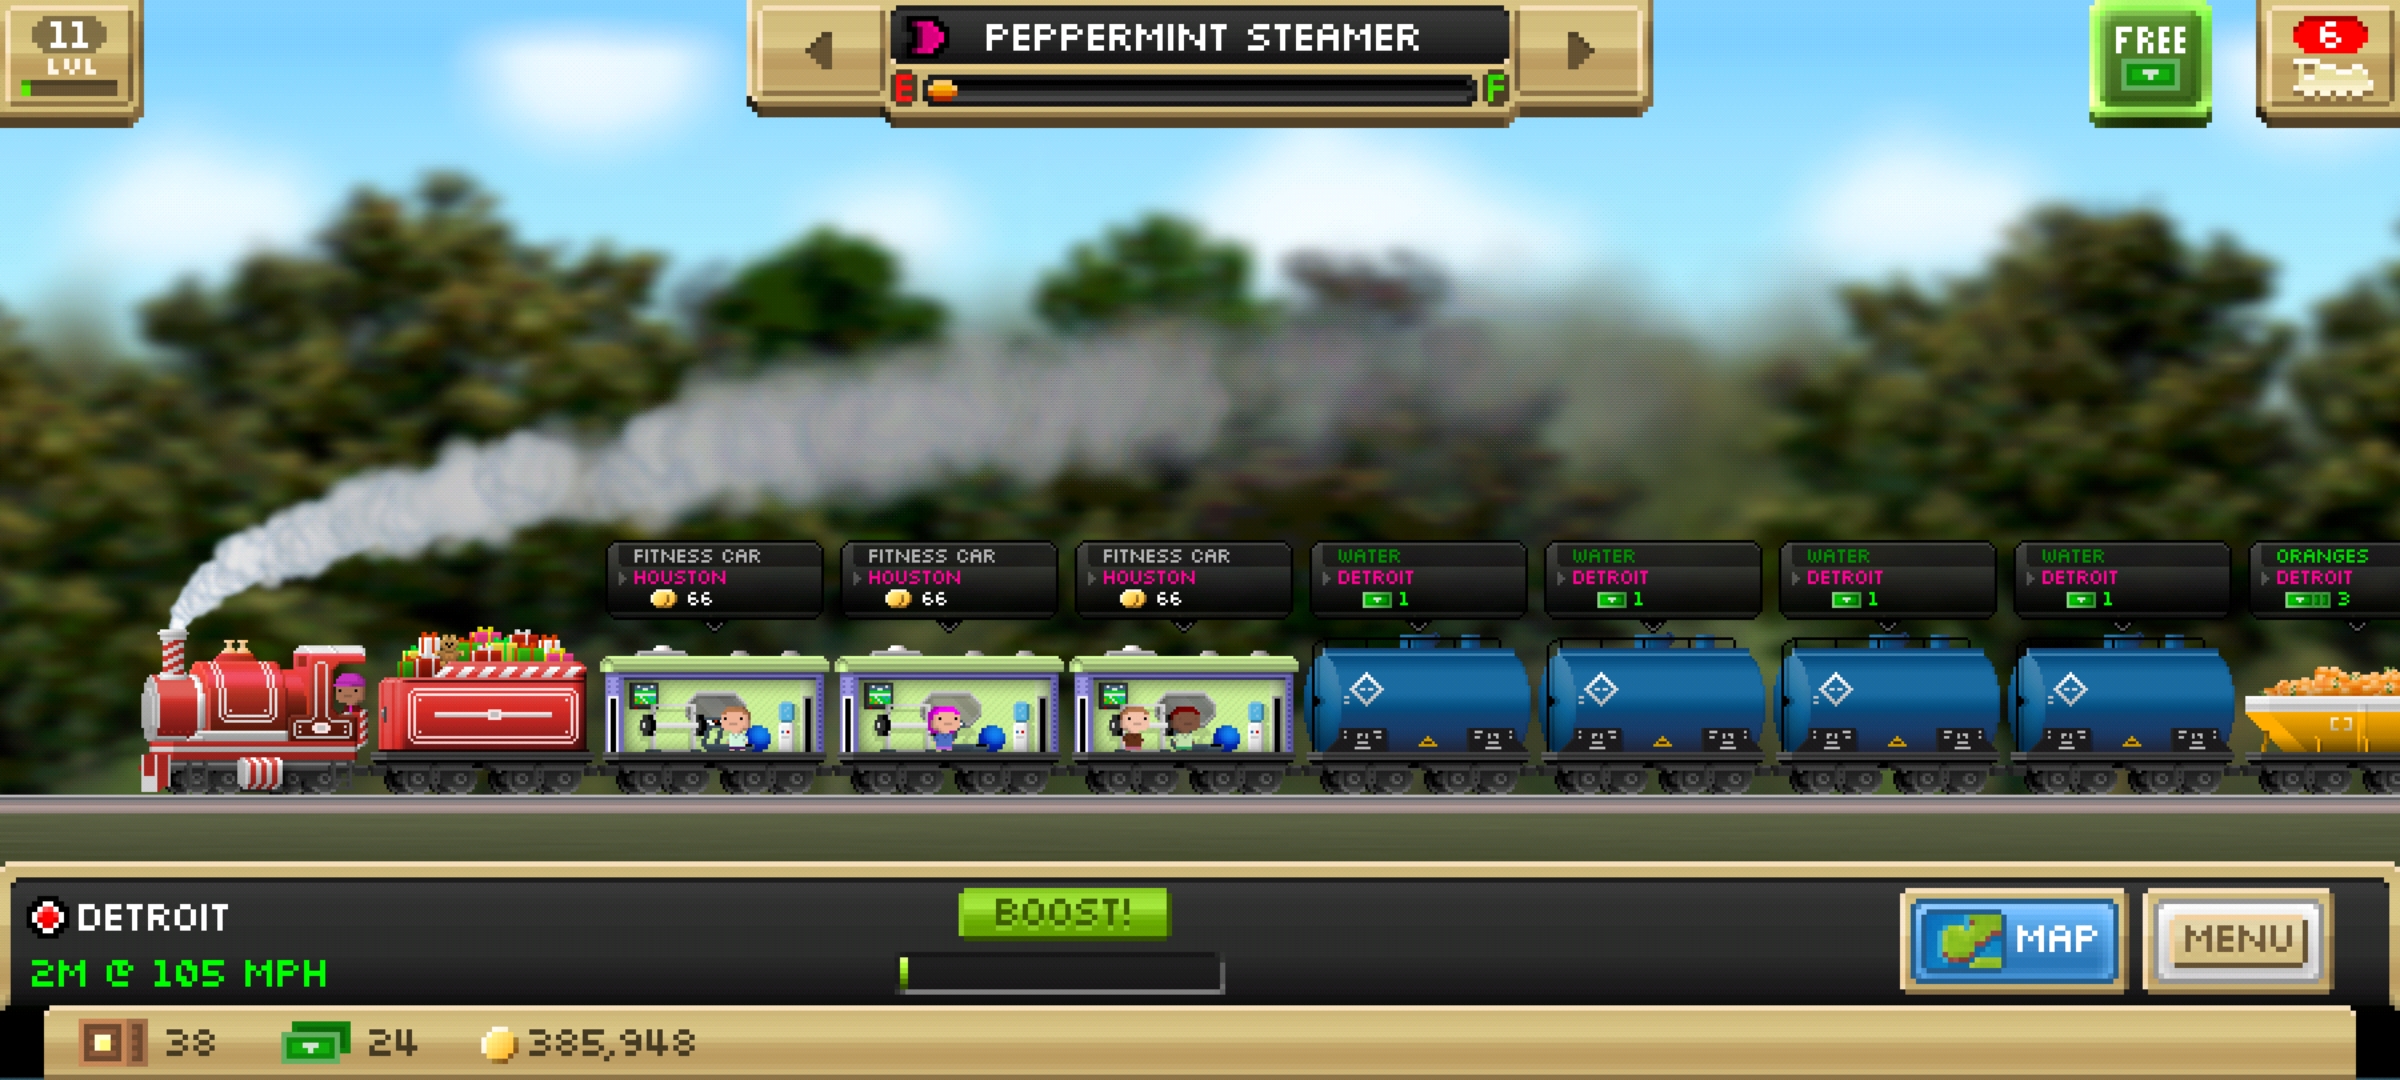 11
LVL
PEPPERMINT STEAMER
E F
FREE
6
FITNESS CAR
HOUSTON
66
FITNESS CAR
HOUSTON
66
FITNESS CAR
HOUSTON
66
WATER
DETROIT
1
WATER
DETROIT
1
WATER
DETROIT
1
WATER
DETROIT
1
ORANGES
DETROIT
3
DETROIT
2M @ 105 MPH
BOOST!
MAP
MENU
38
24
385,948